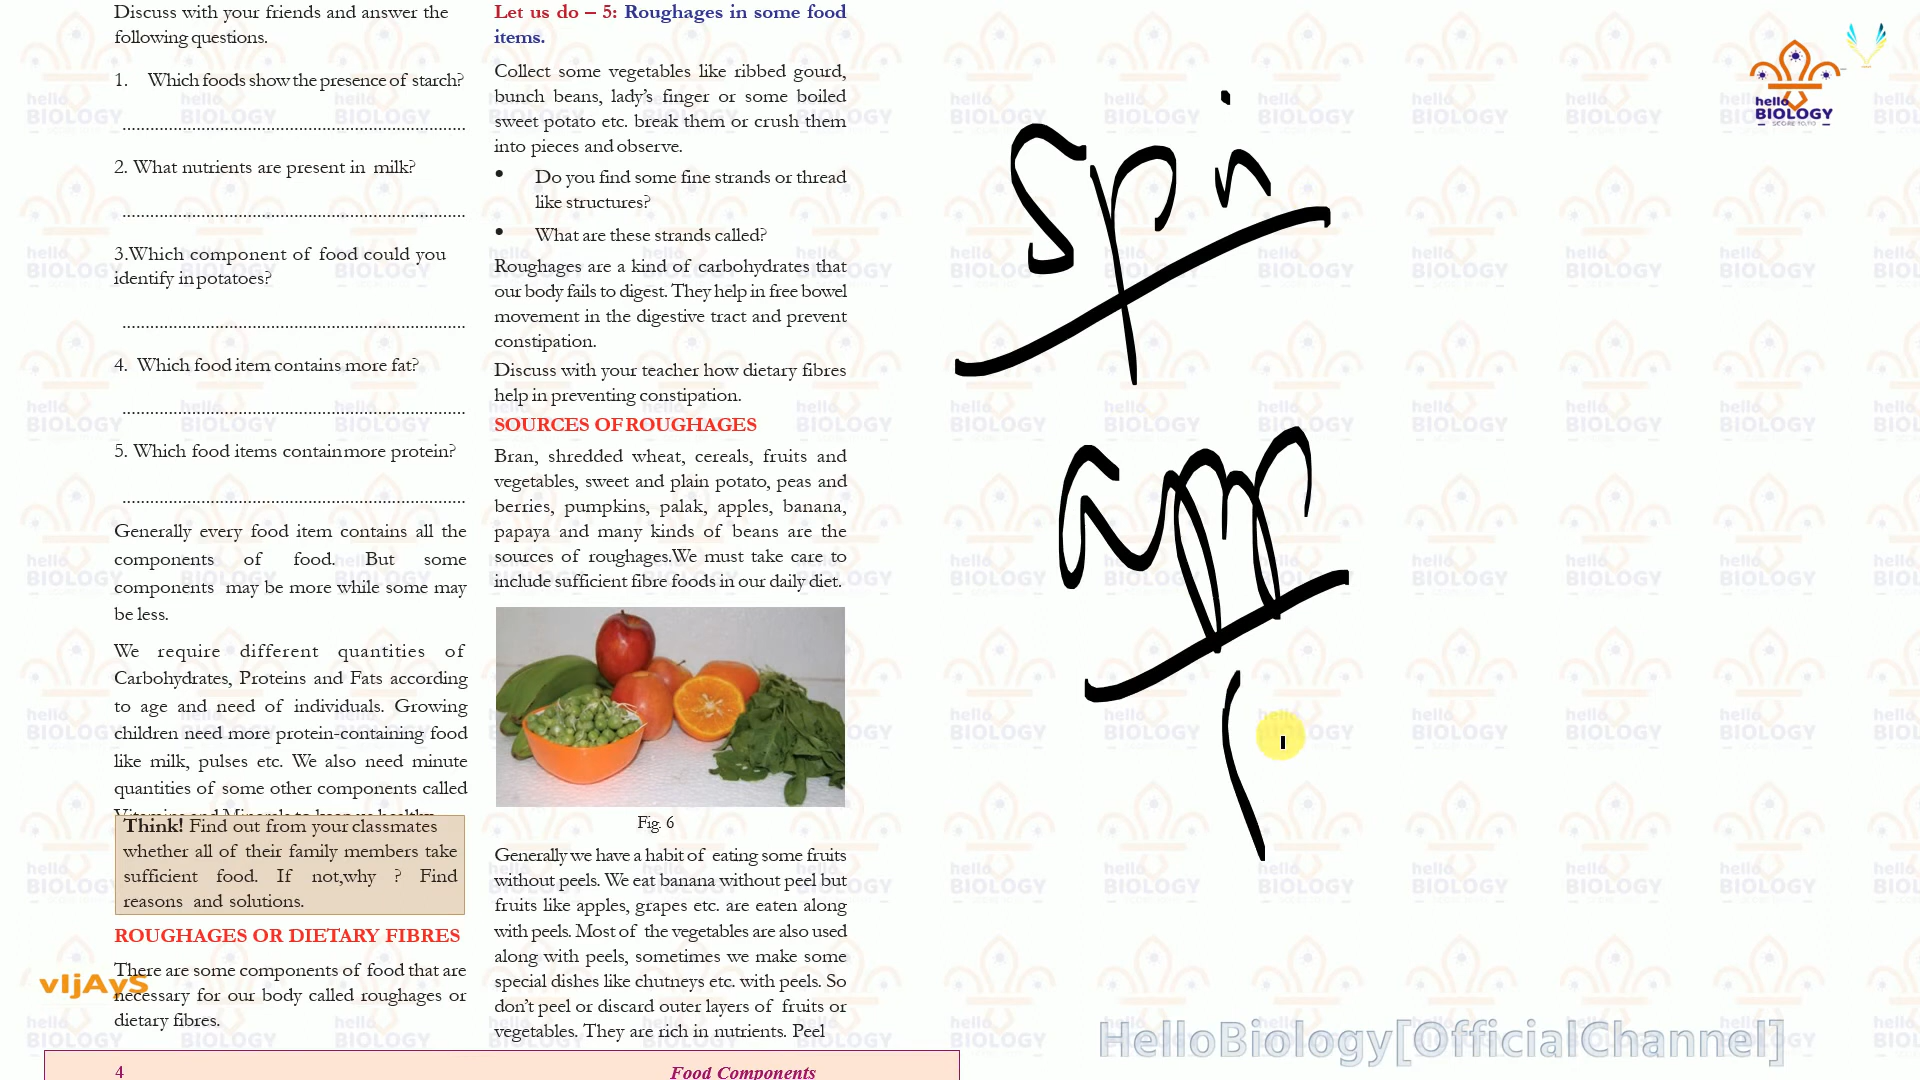 Discuss with your friends and answer the
following questions.
1. Which foods show the presence of starch?
........................................................................
2. What nutrients are present in milk?
........................................................................
3.Which component of food could you
identify in potatoes?
........................................................................
4. Which food item contains more fat?
........................................................................
5. Which food items contain more protein?
........................................................................
Generally every food item contains all the
components of food. But some
components may be more while some may
be less.
We require different quantities of
Carbohydrates, Proteins and Fats according
to age and need of individuals. Growing
children need more protein-containing food
like milk, pulses etc. We also need minute
quantities of some other components called
Vitamins and Minerals to keep us healthy.
Think! Find out from your classmates
whether all of their family members take
sufficient food. If not,why ? Find
reasons and solutions.
ROUGHAGES OR DIETARY FIBRES
There are some components of food that are
necessary for our body called roughages or
dietary fibres.
vIjAyS
4
Let us do – 5: Roughages in some food
items.
Collect some vegetables like ribbed gourd,
bunch beans, lady's finger or some boiled
sweet potato etc. break them or crush them
into pieces and observe.
• Do you find some fine strands or thread
like structures?
• What are these strands called?
Roughages are a kind of carbohydrates that
our body fails to digest. They help in free bowel
movement in the digestive tract and prevent
constipation.
Discuss with your teacher how dietary fibres
help in preventing constipation.
SOURCES OF ROUGHAGES
Bran, shredded wheat, cereals, fruits and
vegetables, sweet and plain potato, peas and
berries, pumpkins, palak, apples, banana,
papaya and many kinds of beans are the
sources of roughages.We must take care to
include sufficient fibre foods in our daily diet.
Fig. 6
Generally we have a habit of eating some fruits
without peels. We eat banana without peel but
fruits like apples, grapes etc. are eaten along
with peels. Most of the vegetables are also used
along with peels, sometimes we make some
special dishes like chutneys etc. with peels. So
don't peel or discard outer layers of fruits or
vegetables. They are rich in nutrients. Peel
Food Components
hello
BIOLOGY
HelloBiology[OfficialChannel]